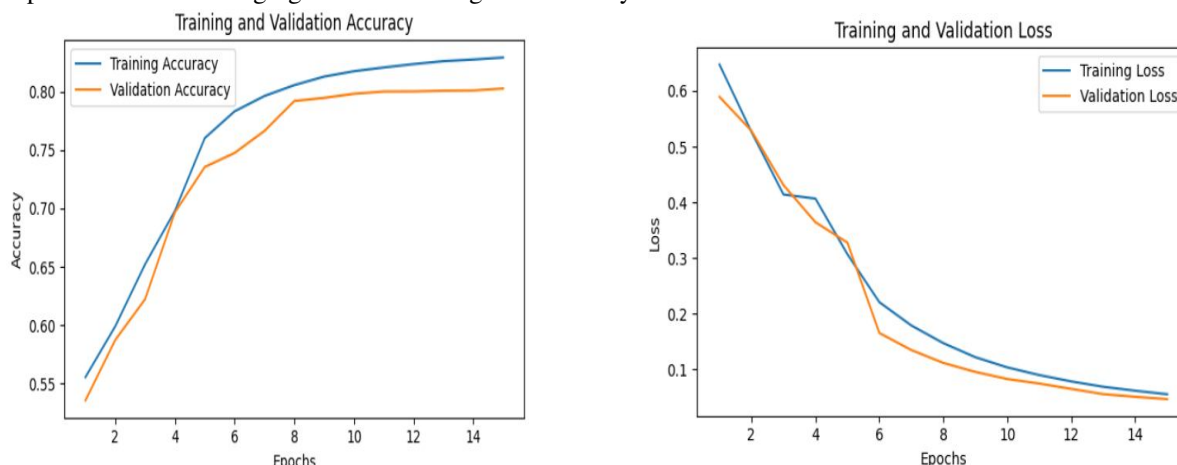 Training and Validation Accuracy
Training Accuracy
Validation Accuracy
0.80
0.75
0.70
0.65
0.60
0.55
Accuracy
2 4 6 8 10 12 14
Epochs
Training and Validation Loss
Training Loss
Validation Loss
0.6
0.5
0.4
0.3
0.2
0.1
Loss
2 4 6 8 10 12 14
Epochs